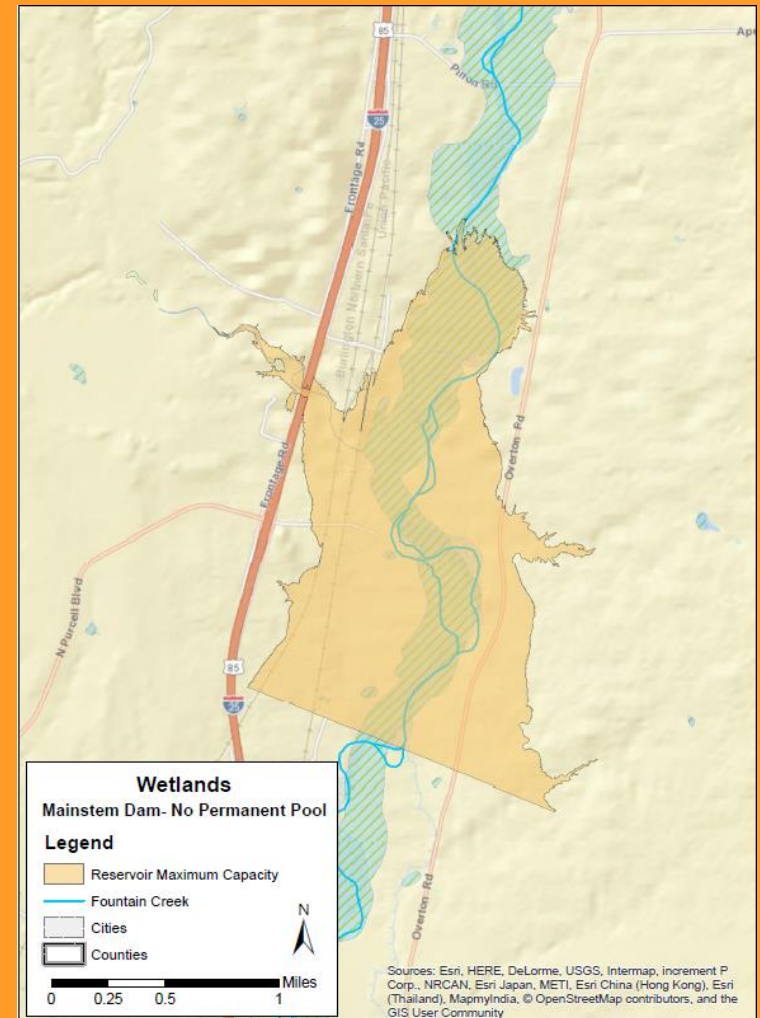 85
Api
Pinon Rd
25
Frontage Rd
Burlington Northern Santa Fe
Union Pacific
Overton Rd
Frontage Rd
N Purcell Blvd
85
25
Overton Rd
Wetlands
Mainstem Dam- No Permanent Pool
Legend
Reservoir Maximum Capacity
Fountain Creek
Cities
Counties
N
Miles
0 0.25 0.5 1
Sources: Esri, HERE, DeLorme, USGS, Intermap, increment P
Corp., NRCAN, Esri Japan, METI, Esri China (Hong Kong), Esri
(Thailand), MapmyIndia, © OpenStreetMap contributors, and the
GIS User Community